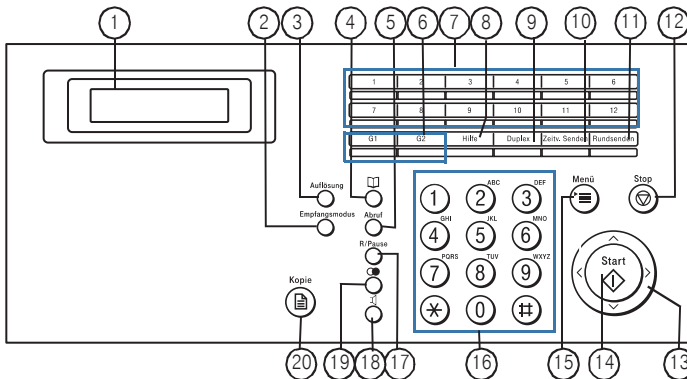 1 2 3 4 5 6 7 8 9 10 11 12
1 2 3 4 5 6
7 8 9 10 11 12
G1 G2 Hilfe Duplex Zeitv. Senden Rundsenden
Auflösung
Empfangsmodus
Abruf
R/Pause
Kopie
1 2 ABC 3 DEF
4 GHI 5 JKL 6 MNO
7 PQRS 8 TUV 9 WXYZ
* 0 #
Menü
Stop
Start
20 19 18 17 16 15 14 13